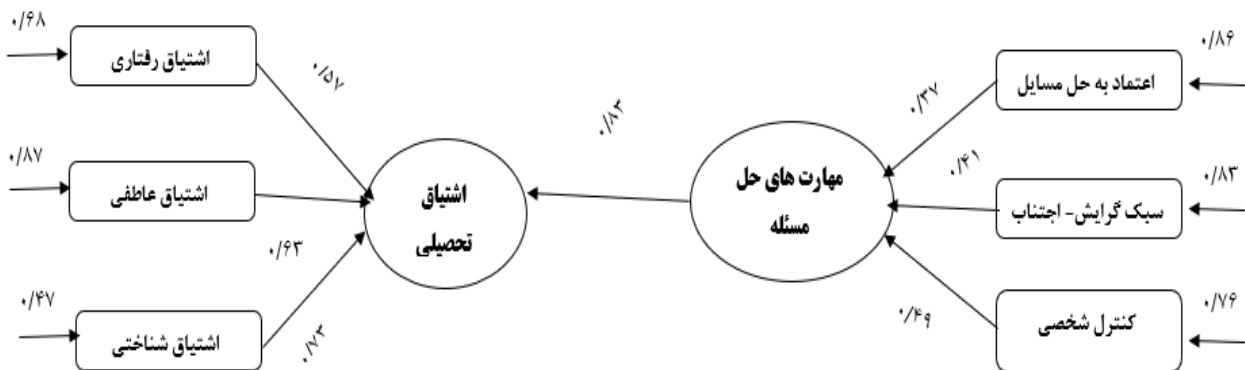 ۰/۸۶
اعتماد به حل مسایل
۰/۳۷
۰/۸۳
سبک گرایش- اجتناب
۰/۴۱
۰/۷۶
کنترل شخصی
۰/۴۹
مهارت های حل
مسئله
۰/۸۳
اشتیاق
تحصیلی
۰/۶۸
اشتیاق رفتاری
۰/۵۷
۰/۸۷
اشتیاق عاطفی
۰/۶۳
۰/۴۷
اشتیاق شناختی
۰/۷۳